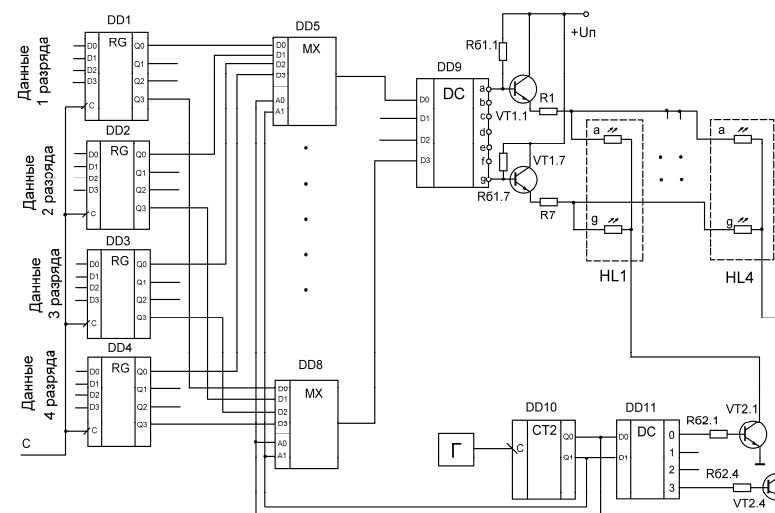 DD1
Данные
1 разряда
D0 RG Q0
D1 Q1
D2 Q2
D3 Q3
C
DD2
Данные
2 разряда
D0 RG Q0
D1 Q1
D2 Q2
D3 Q3
C
DD3
Данные
3 разряда
D0 RG Q0
D1 Q1
D2 Q2
D3 Q3
C
DD4
Данные
4 разряда
D0 RG Q0
D1 Q1
D2 Q2
D3 Q3
C
C
DD5
D0 MX
D1
D2
D3
A0
A1
DD8
D0 MX
D1
D2
D3
A0
A1
DD9
DC a
D0 b
D1 c
D2 d
D3 e
f
g
+Uп
Rб1.1
VT1.1
R1
VT1.7
Rб1.7
R7
a
g
HL1
a
g
HL4
Г
DD10
CT2 Q0
C Q1
DD11
D0 DC 0
D1 1
2
3
Rб2.1
VT2.1
Rб2.4
VT2.4